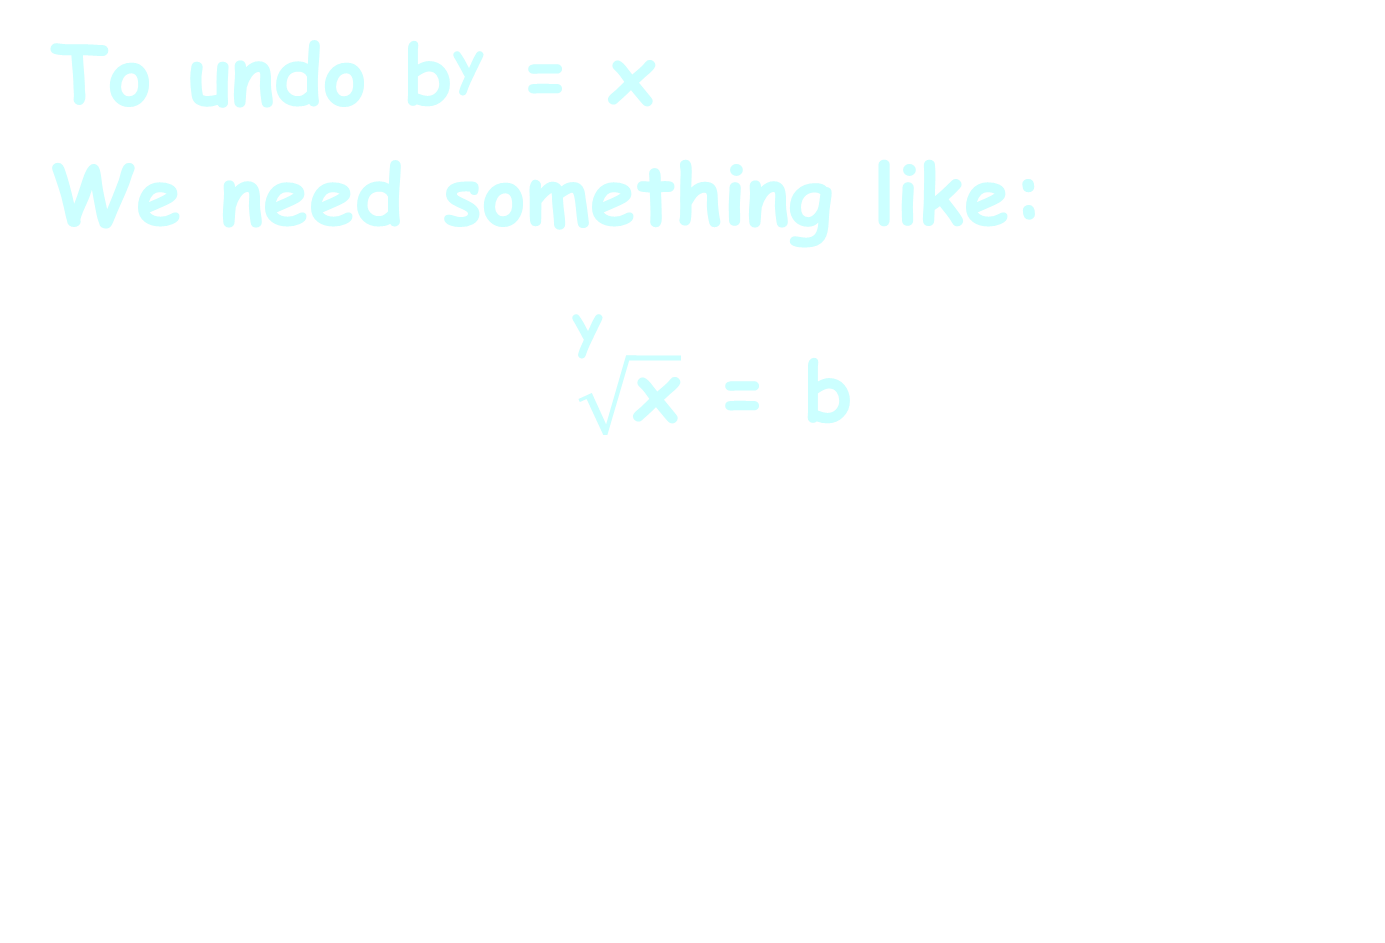 To undo bʸ = x
We need something like:
ʸ√x = b